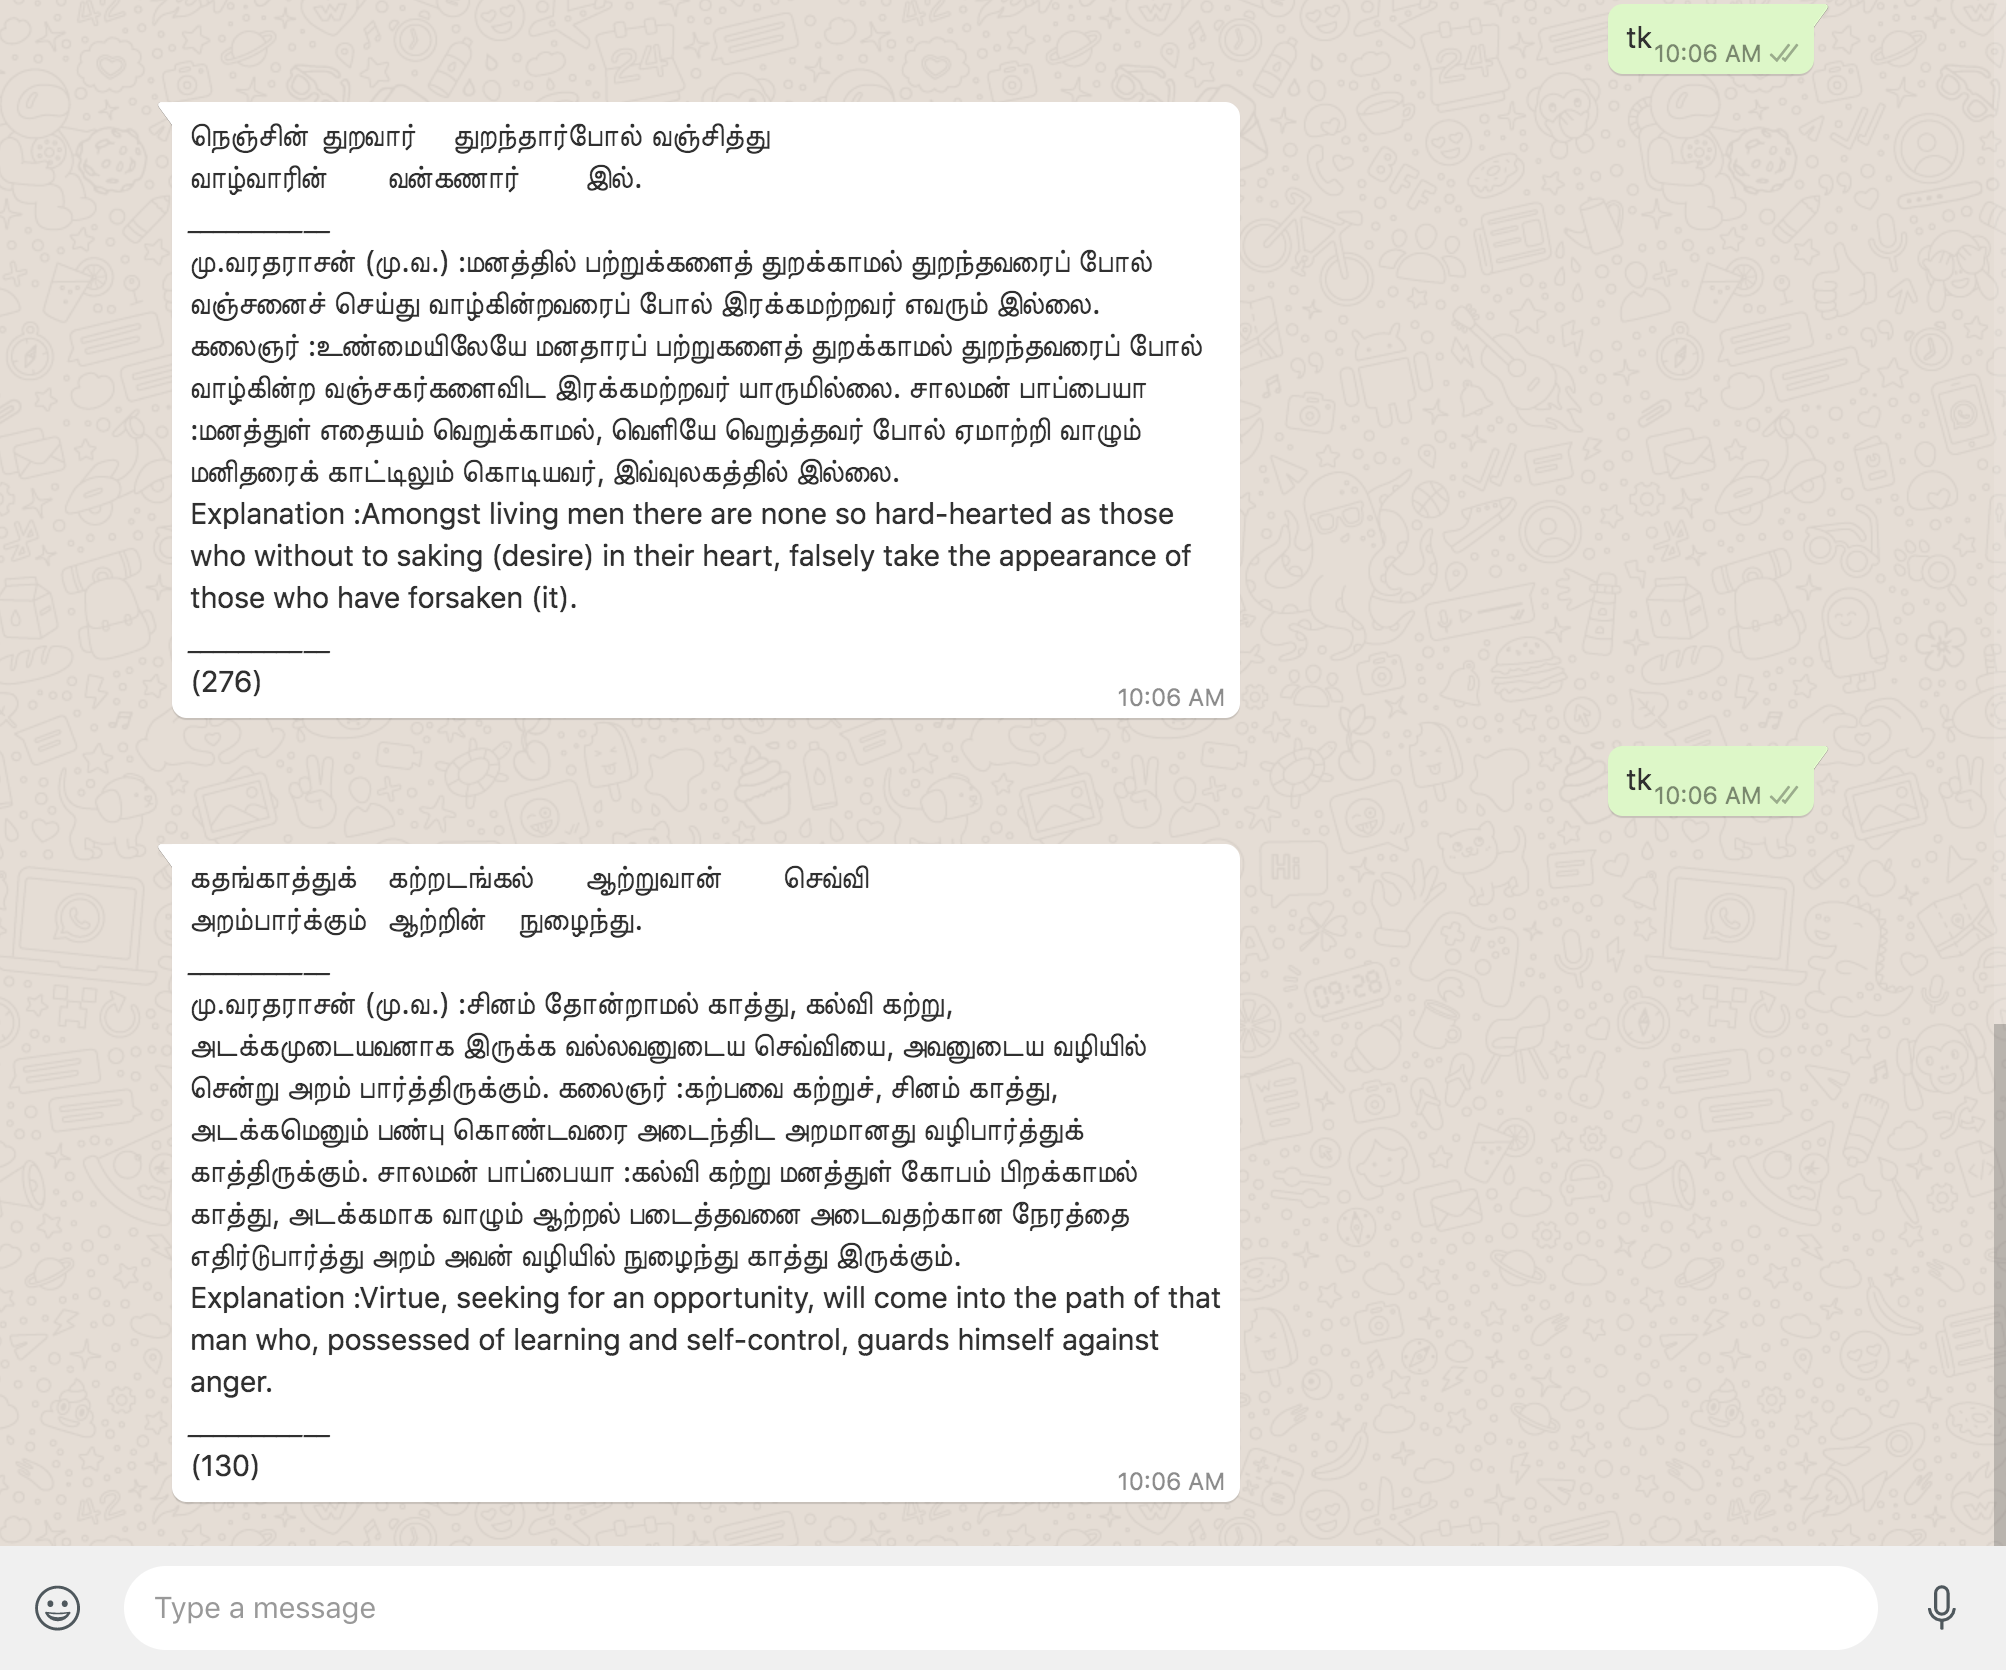 tk
10:06 AM
நெஞ்சின் துறவார் துறந்தார்போல் வஞ்சித்து
வாழ்வாரின் வன்கணார் இல்.
__________
மு.வரதராசன் (மு.வ.) :மனத்தில் பற்றுக்களைத் துறக்காமல் துறந்தவரைப் போல்
வஞ்சனைச் செய்து வாழ்கின்றவரைப் போல் இரக்கமற்றவர் எவரும் இல்லை.
கலைஞர் :உண்மையிலேயே மனதாரப் பற்றுகளைத் துறக்காமல் துறந்தவரைப் போல்
வாழ்கின்ற வஞ்சகர்களைவிட இரக்கமற்றவர் யாருமில்லை. சாலமன் பாப்பையா
:மனத்துள் எதையம் வெறுக்காமல், வெளியே வெறுத்தவர் போல் ஏமாற்றி வாழும்
மனிதரைக் காட்டிலும் கொடியவர், இவ்வுலகத்தில் இல்லை.
Explanation :Amongst living men there are none so hard-hearted as those
who without to saking (desire) in their heart, falsely take the appearance of
those who have forsaken (it).
__________
(276)
10:06 AM
tk
10:06 AM
கதங்காத்துக் கற்றடங்கல் ஆற்றுவான் செவ்வி
அறம்பார்க்கும் ஆற்றின் நுழைந்து.
__________
மு.வரதராசன் (மு.வ.) :சினம் தோன்றாமல் காத்து, கல்வி கற்று,
அடக்கமுடையவனாக இருக்க வல்லவனுடைய செவ்வியை, அவனுடைய வழியில்
சென்று அறம் பார்த்திருக்கும். கலைஞர் :கற்பவை கற்றுச், சினம் காத்து,
அடக்கமெனும் பண்பு கொண்டவரை அடைந்திட அறமானது வழிபார்த்துக்
காத்திருக்கும். சாலமன் பாப்பையா :கல்வி கற்று மனத்துள் கோபம் பிறக்காமல்
காத்து, அடக்கமாக வாழும் ஆற்றல் படைத்தவனை அடைவதற்கான நேரத்தை
எதிர்டுபார்த்து அறம் அவன் வழியில் நுழைந்து காத்து இருக்கும்.
Explanation :Virtue, seeking for an opportunity, will come into the path of that
man who, possessed of learning and self-control, guards himself against
anger.
__________
(130)
10:06 AM
Type a message